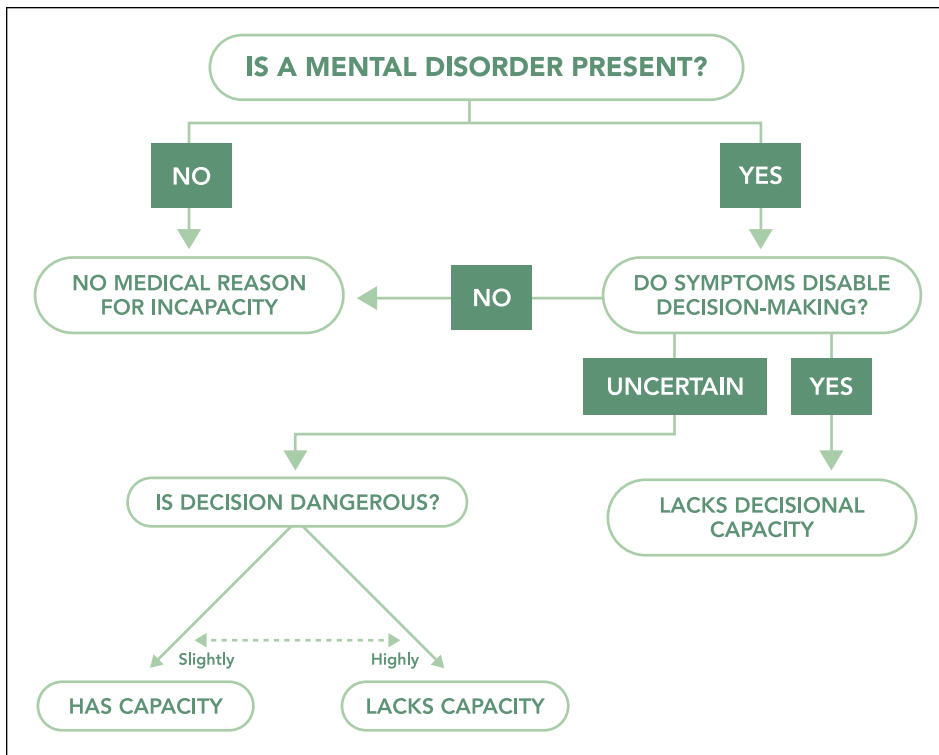 IS A MENTAL DISORDER PRESENT?
NO
YES
NO MEDICAL REASON
FOR INCAPACITY
NO
DO SYMPTOMS DISABLE
DECISION-MAKING?
UNCERTAIN
YES
IS DECISION DANGEROUS?
LACKS DECISIONAL
CAPACITY
Slightly
Highly
HAS CAPACITY
LACKS CAPACITY